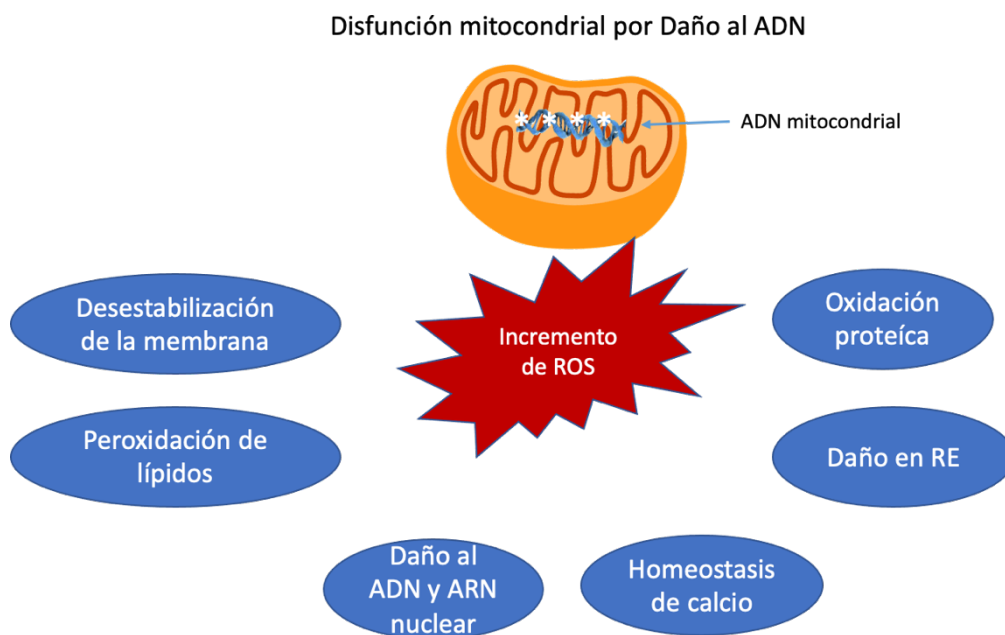 Disfunción mitocondrial por Daño al ADN
* * * *
ADN mitocondrial
Desestabilización
de la membrana
Incremento
de ROS
Oxidación
proteíca
Peroxidación de
lípidos
Daño en RE
Daño al
ADN y ARN
nuclear
Homeostasis
de calcio